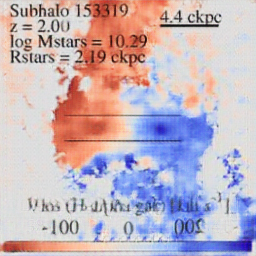 Subhalo 153319
4.4 ckpc
z = 2.00
log Mstars = 10.29
Rstars = 2.19 ckpc
-100 0